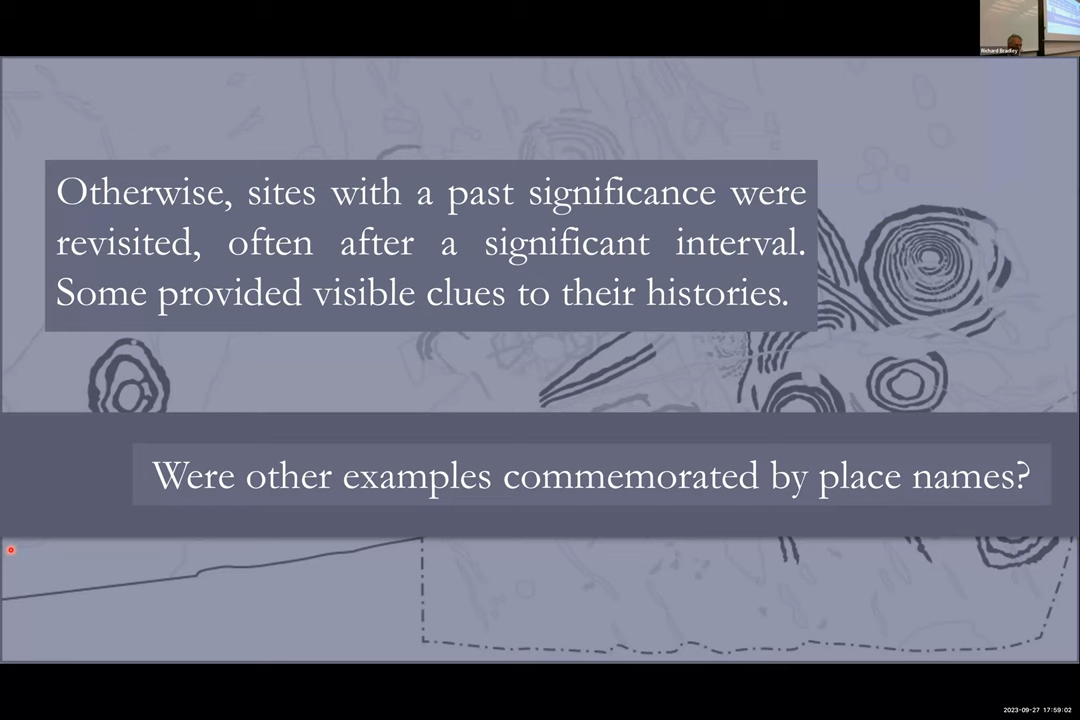 Richard Bradley
Otherwise, sites with a past significance were
revisited, often after a significant interval.
Some provided visible clues to their histories.
Were other examples commemorated by place names?
2023-09-27 17:59:02